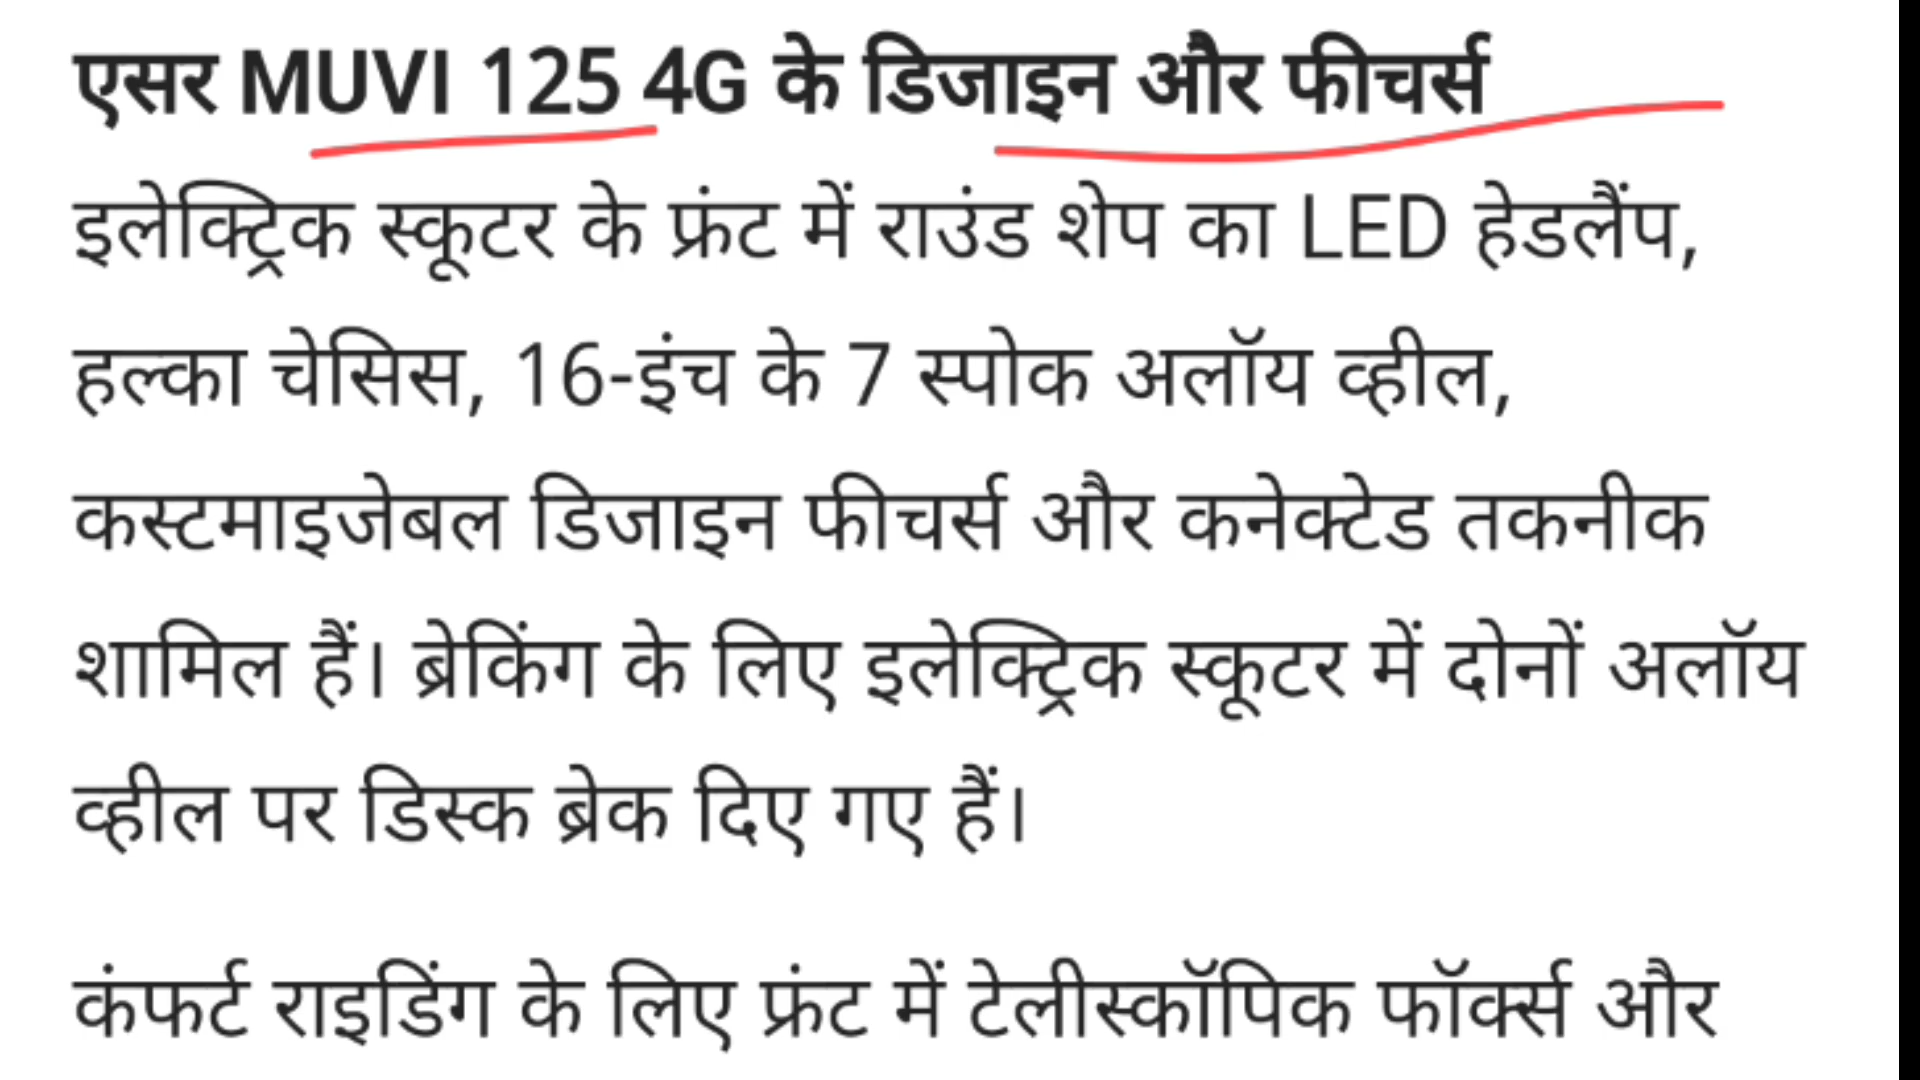 एसर MUVI 125 4G के डिजाइन और फीचर्स
इलेक्ट्रिक स्कूटर के फ्रंट में राउंड शेप का LED हेडलैंप,
हल्का चेसिस, 16-इंच के 7 स्पोक अलॉय व्हील,
कस्टमाइजेबल डिजाइन फीचर्स और कनेक्टेड तकनीक
शामिल हैं। ब्रेकिंग के लिए इलेक्ट्रिक स्कूटर में दोनों अलॉय
व्हील पर डिस्क ब्रेक दिए गए हैं।
कंफर्ट राइडिंग के लिए फ्रंट में टेलीस्कॉपिक फॉर्क्स और